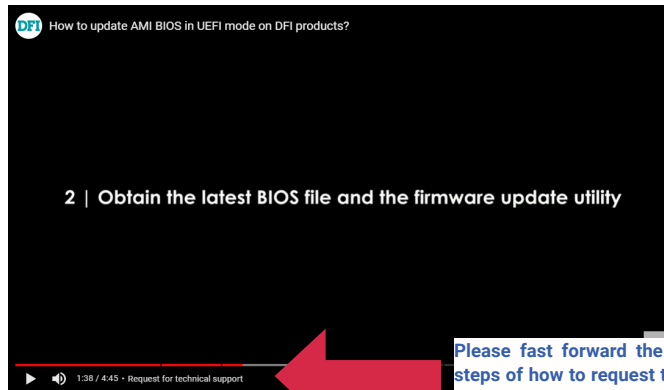 DFI How to update AMI BIOS in UEFI mode on DFI products?
2 | Obtain the latest BIOS file and the firmware update utility
Please fast forward the
steps of how to request
1:38 / 4:45 • Request for technical support